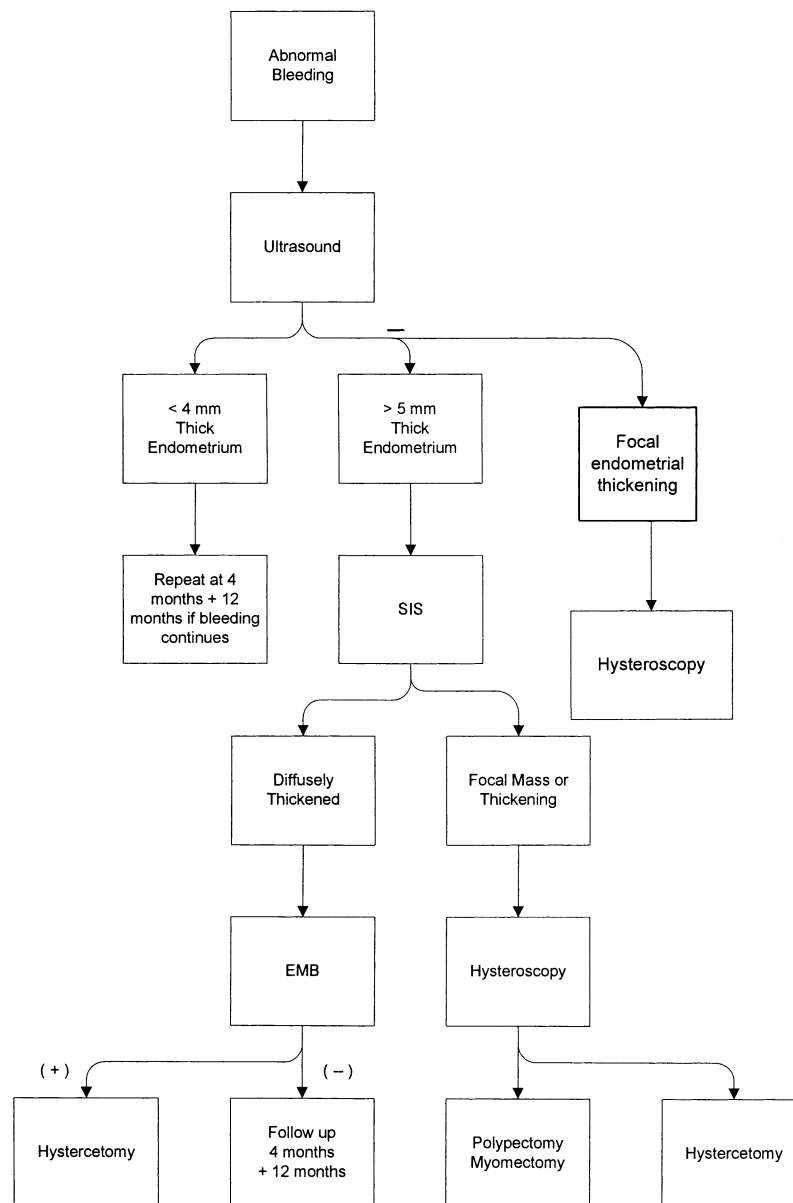 Abnormal
Bleeding
Ultrasound
—
< 4 mm
Thick
Endometrium
> 5 mm
Thick
Endometrium
Focal
endometrial
thickening
Repeat at 4
months + 12
months if bleeding
continues
SIS
Hysteroscopy
Diffusely
Thickened
Focal Mass or
Thickening
EMB
Hysteroscopy
( + )
( -- )
Hystercetomy
Follow up
4 months
+ 12 months
Polypectomy
Myomectomy
Hystercetomy